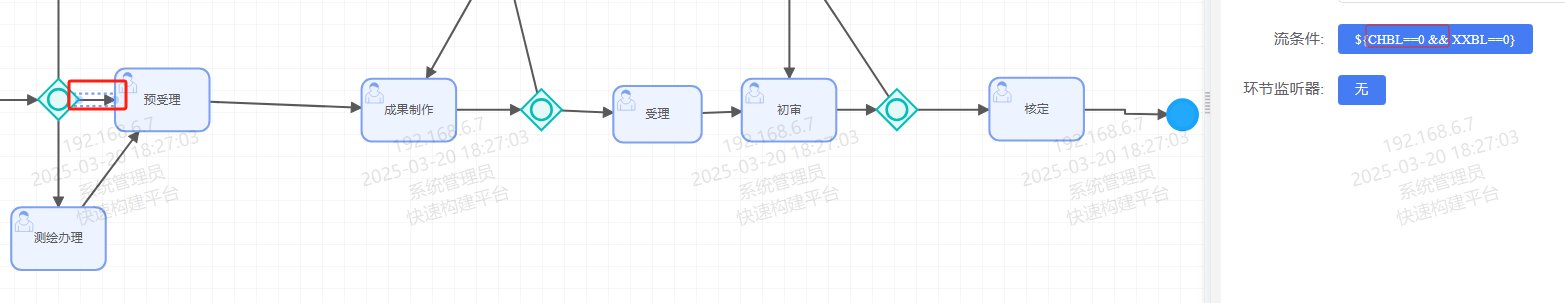 流条件:
${CHBL==0 && XXBL==0}
环节监听器:
无
预受理
成果制作
受理
初审
核定
测绘办理
192.168.6.7
2025-03-20 18:27:03
系统管理员
快速构建平台
192.168.6.7
2025-03-20 18:27:03
系统管理员
快速构建平台
192.168.6.7
2025-03-20 18:27:03
系统管理员
快速构建平台
192.168.6.7
2025-03-20 18:27:03
系统管理员
快速构建平台
192.168.6.7
2025-03-20 18:27:03
系统管理员
快速构建平台